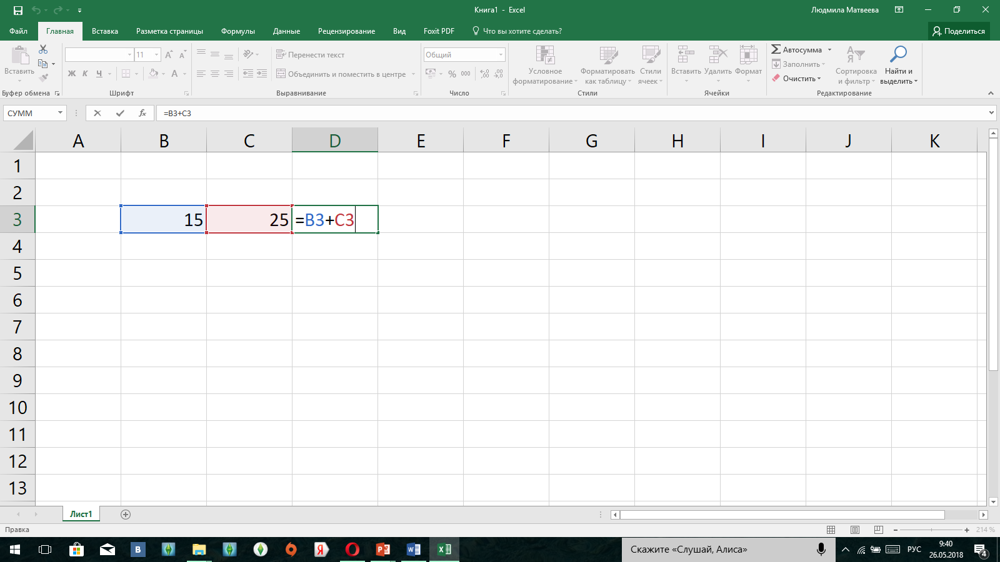 Книга1 - Excel
Людмила Матвеева
Файл Главная Вставка Разметка страницы Формулы Данные Рецензирование Вид Foxit PDF Что вы хотите сделать? Поделиться
Вставить
Буфер обмена
11
Ж К Ч
Шрифт
Перенести текст
Объединить и поместить в центре
Выравнивание
Общий
% 000
Число
Условное форматирование
Форматировать как таблицу
Стили ячеек
Стили
Вставить Удалить Формат
Ячейки
Автосумма
Заполнить
Очистить
Сортировка и фильтр
Найти и выделить
Редактирование
СУММ
fx
=B3+C3
A B C D E F G H I J K
1
2
3 15 25 =B3+C3
4
5
6
7
8
9
10
11
12
13
Лист1
Правка
214 %
Скажите «Слушай, Алиса»
РУС
9:40
26.05.2018
4